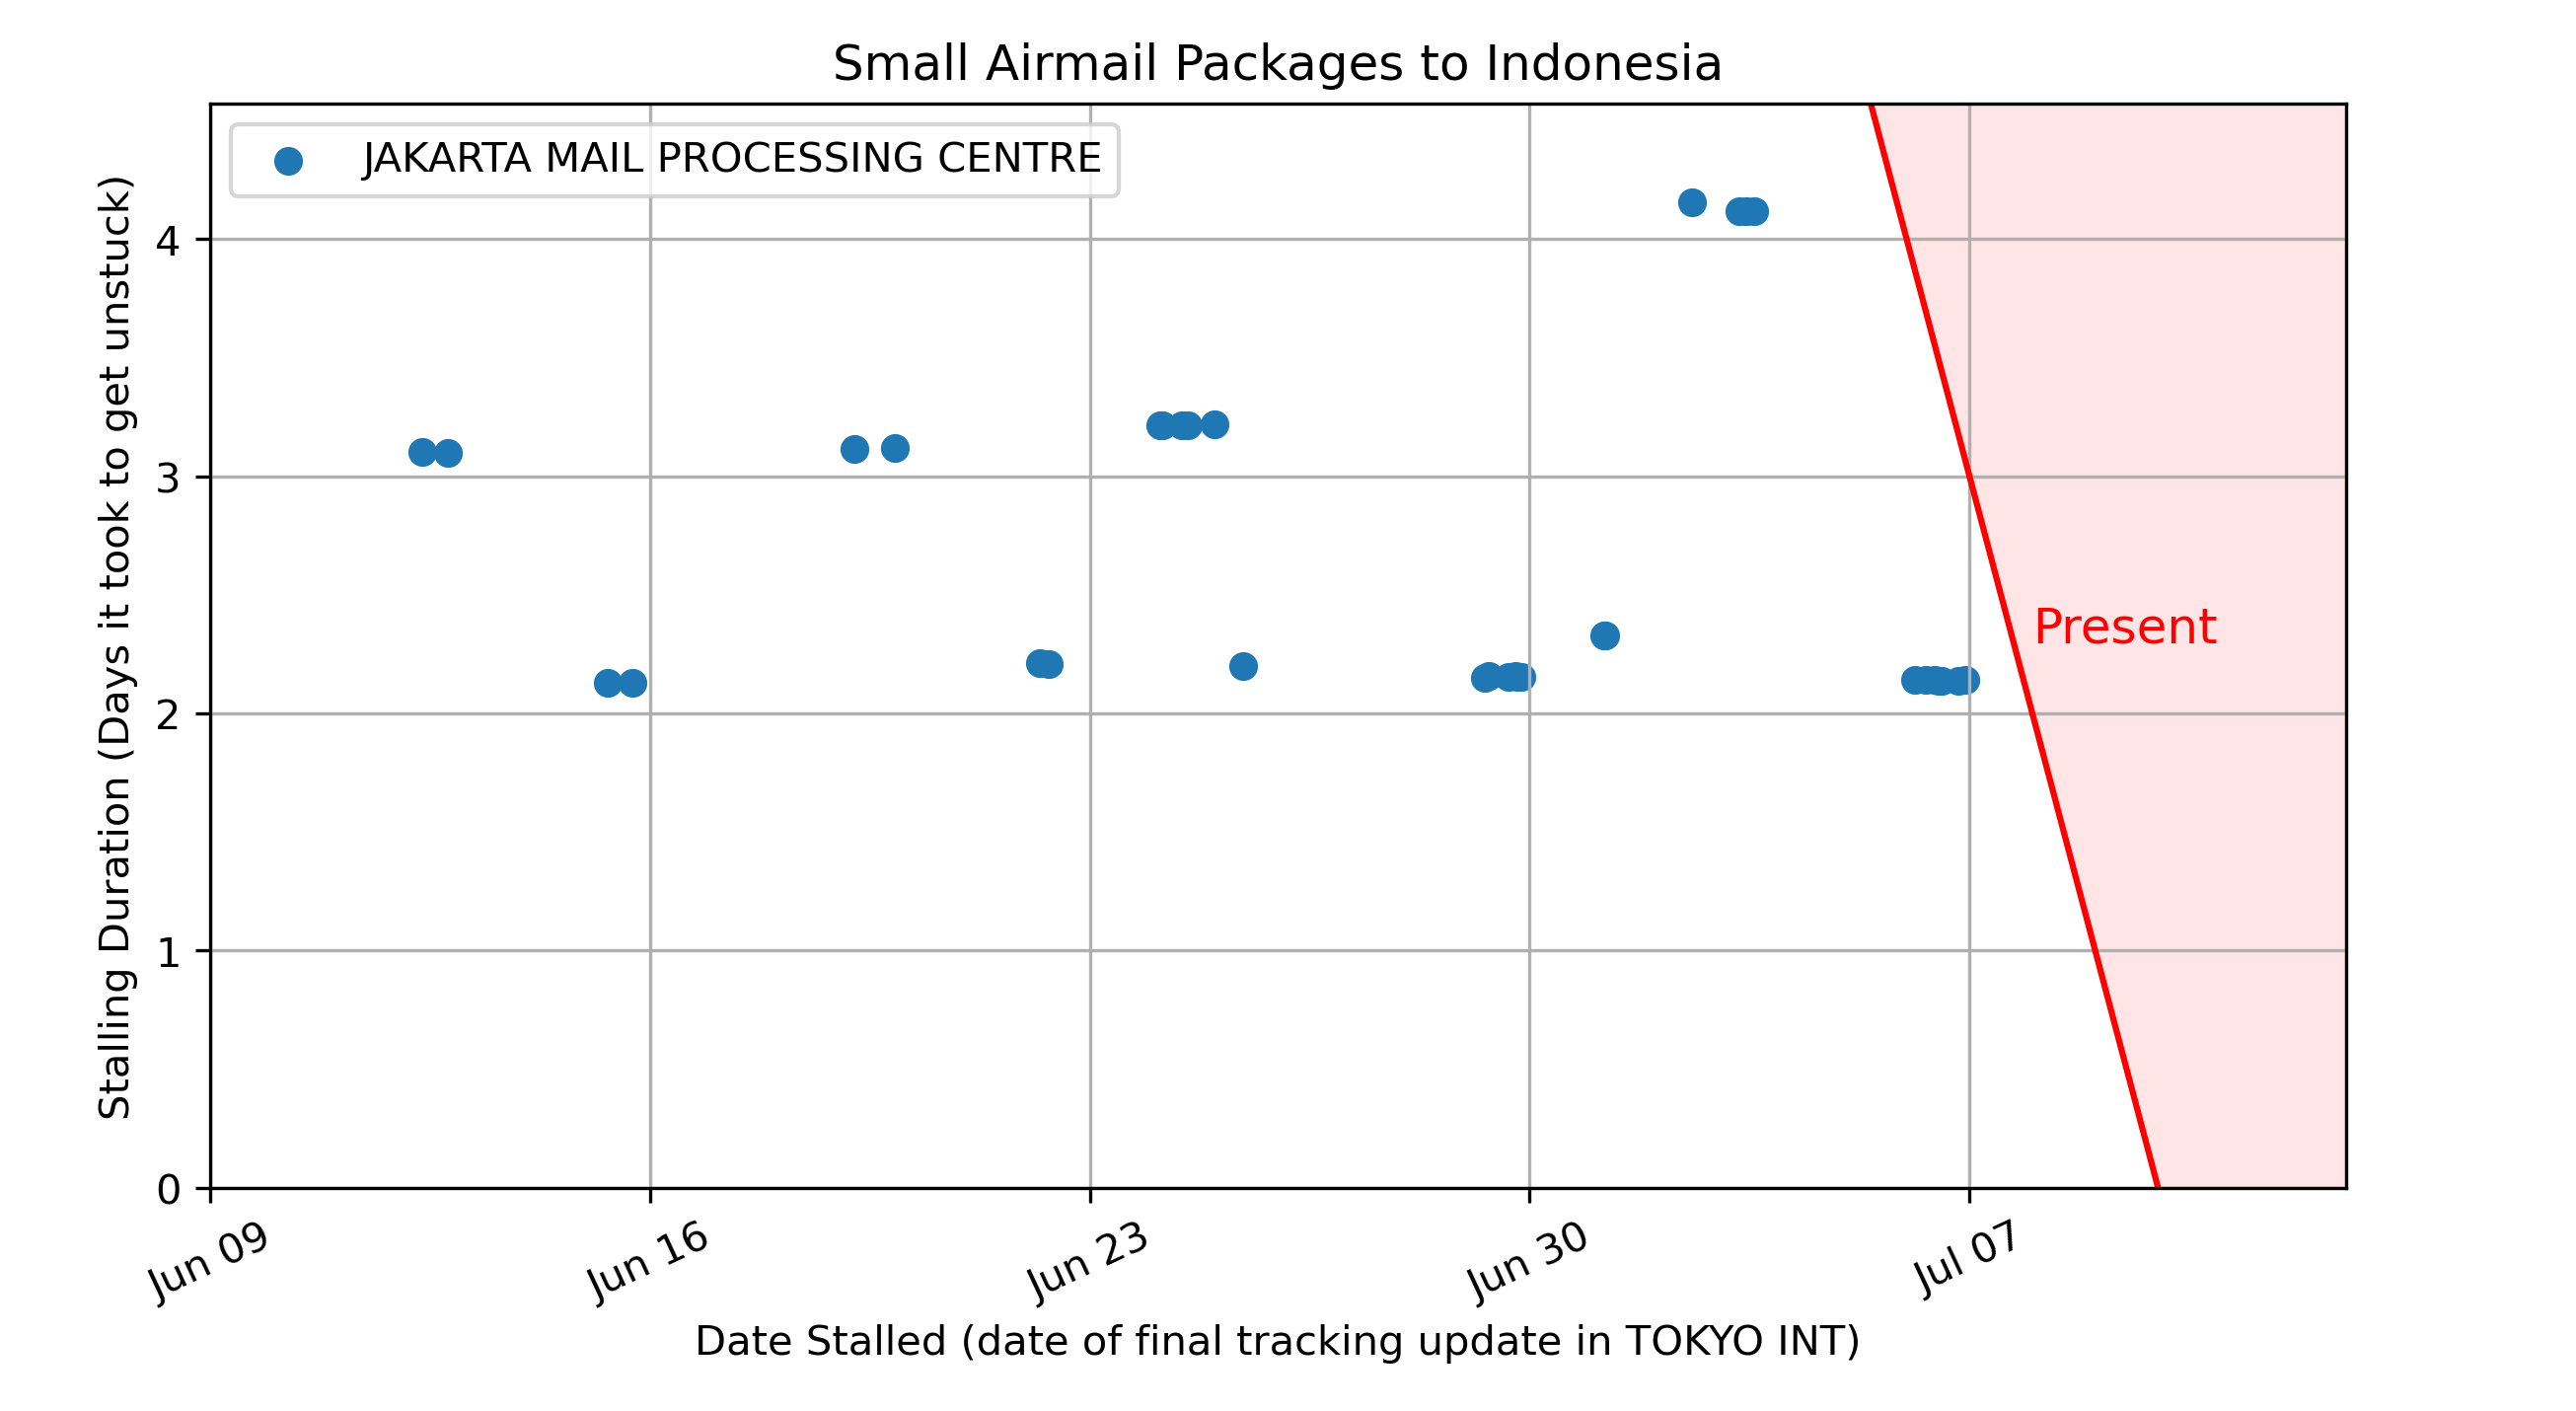 Small Airmail Packages to Indonesia
JAKARTA MAIL PROCESSING CENTRE
Stalling Duration (Days it took to get unstuck)
4
3
2
1
0
Present
Jun 09
Jun 16
Jun 23
Jun 30
Jul 07
Date Stalled (date of final tracking update in TOKYO INT)